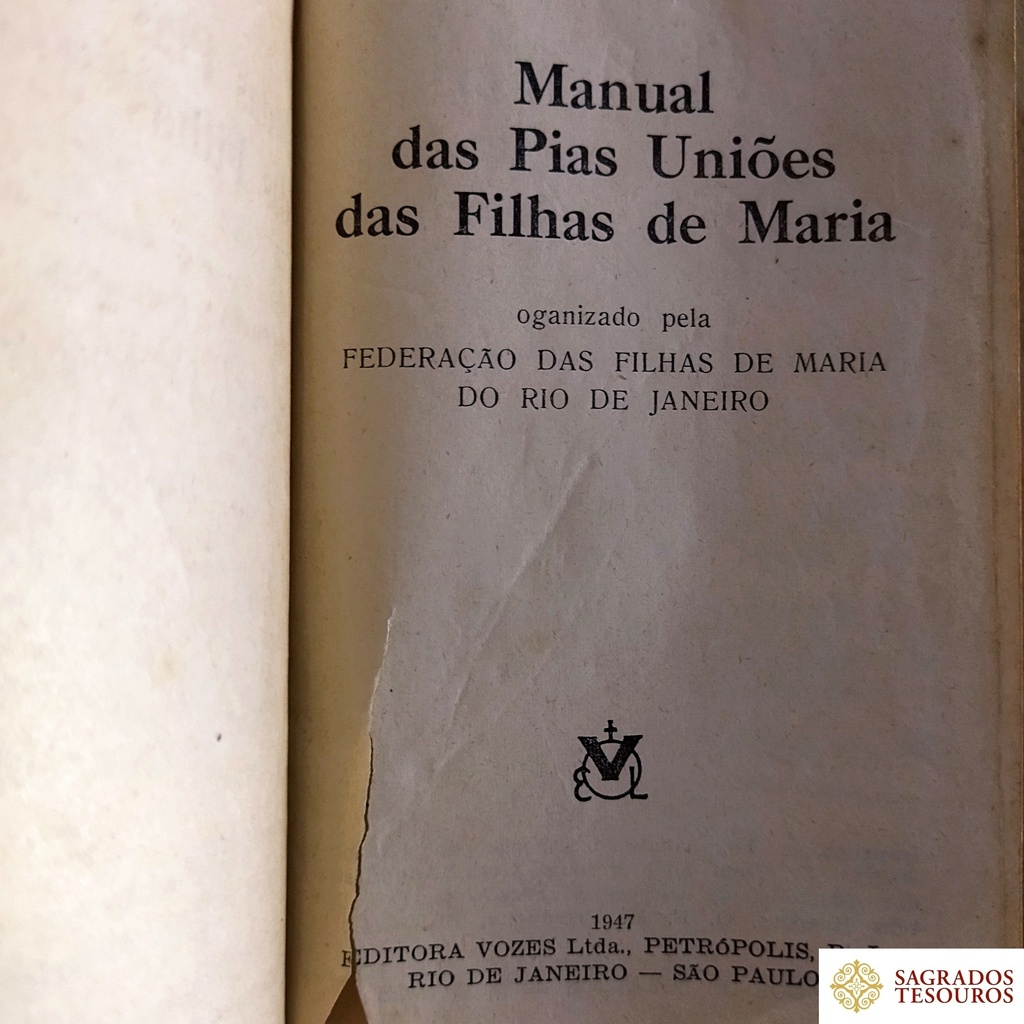 Manual
das Pias Uniões
das Filhas de Maria
oganizado pela
FEDERAÇÃO DAS FILHAS DE MARIA
DO RIO DE JANEIRO
V
E O L
1947
EDITORA VOZES Ltda., PETRÓPOLIS,
RIO DE JANEIRO — SÃO PAULO
SAGRADOS
TESOUROS